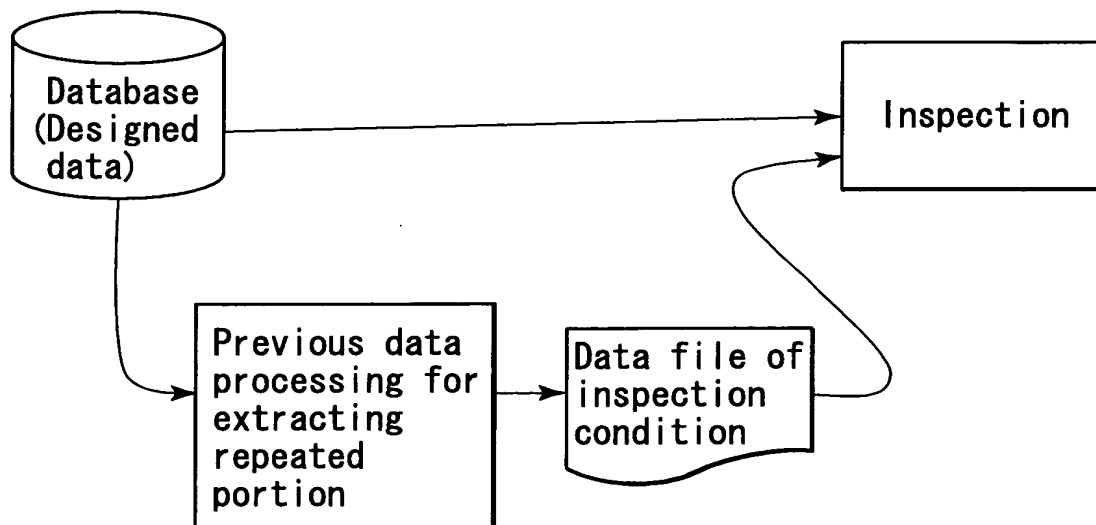 Database
(Designed
data)
Inspection
Previous data
processing for
extracting
repeated
portion
Data file of
inspection
condition